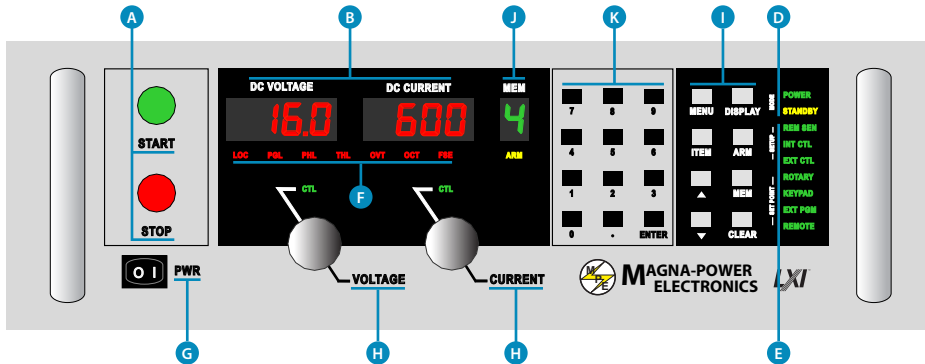 A
B
J
K
I
D
DC VOLTAGE
DC CURRENT
MEM
16.0
600
4
LOC PGL PHL THL OVT OCT FSE
ARM
F
START
STOP
CTL
CTL
VOLTAGE
CURRENT
0 I
PWR
7 8 9
4 5 6
1 2 3
0 . ENTER
MENU DISPLAY
ITEM ARM
▲ MEM
▼ CLEAR
MODE
POWER
STANDBY
SETUP
REM SEN
INT CTL
EXT CTL
SET POINT
ROTARY
KEYPAD
EXT PGM
REMOTE
MPE
MAGNA-POWER
ELECTRONICS
LXI
G
H
H
E